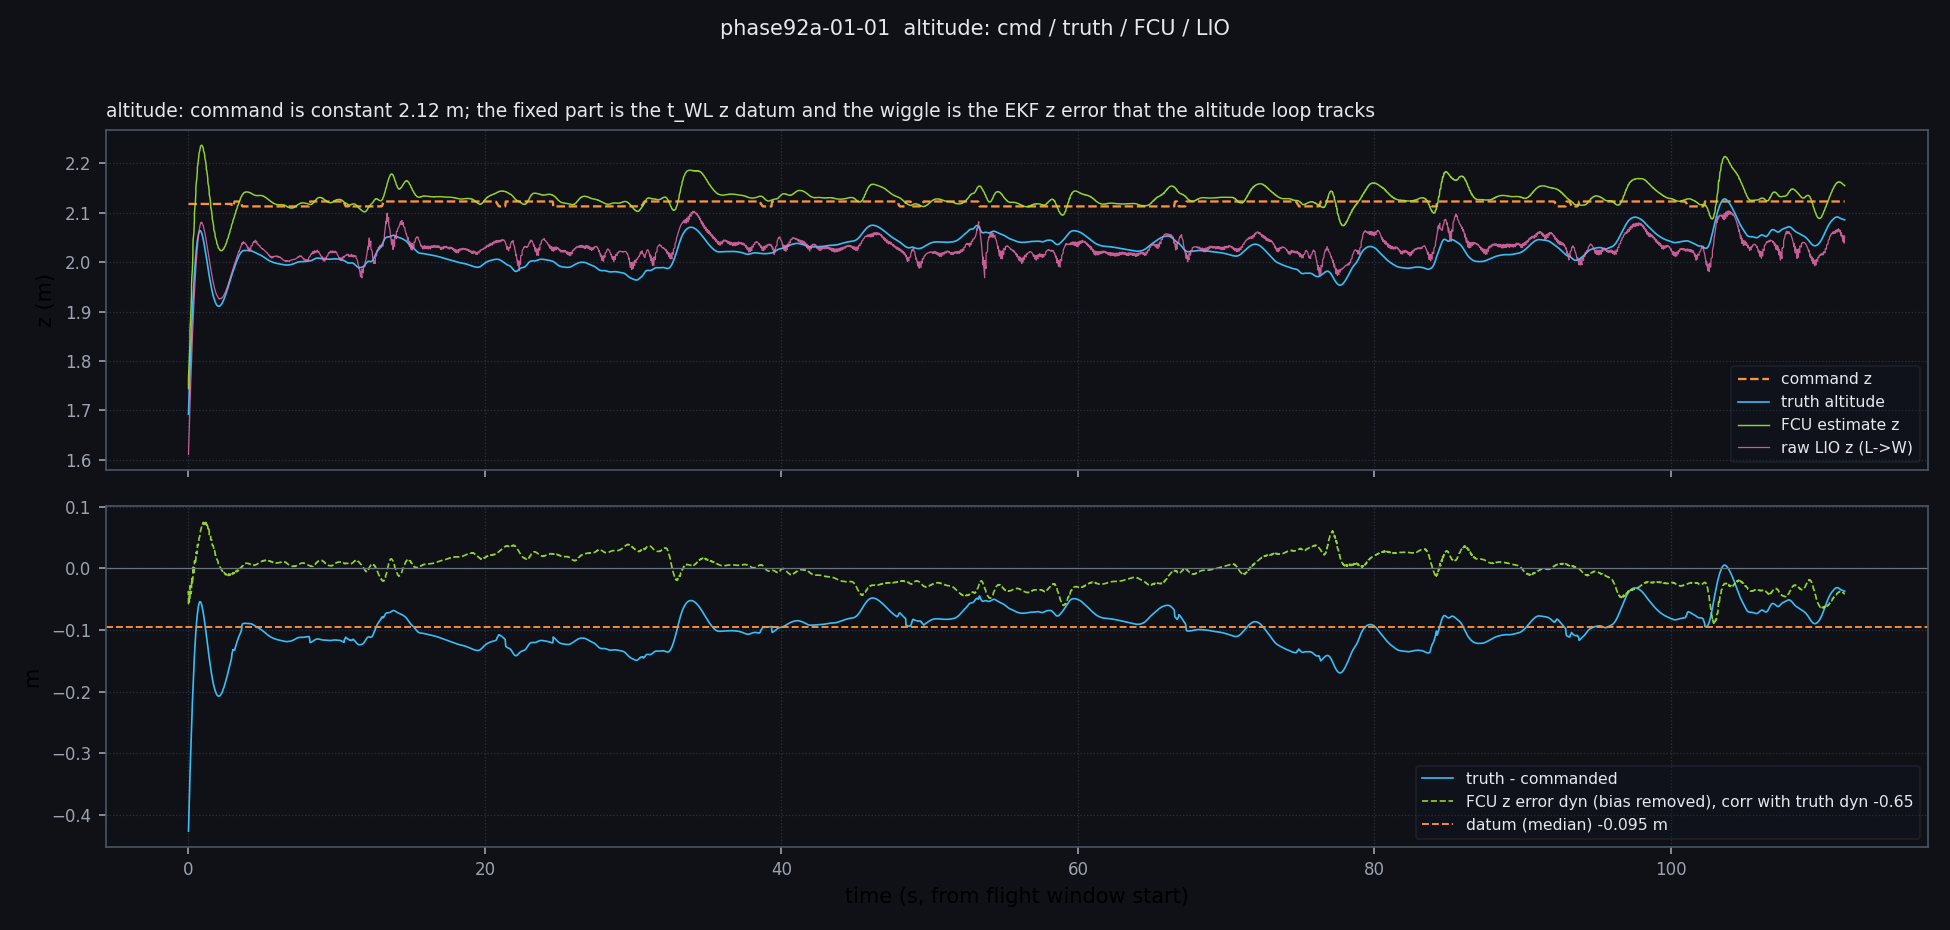 phase92a-01-01  altitude: cmd / truth / FCU / LIO
altitude: command is constant 2.12 m; the fixed part is the t_WL z datum and the wiggle is the EKF z error that the altitude loop tracks
z (m)
2.2
2.1
2.0
1.9
1.8
1.7
1.6
command z
truth altitude
FCU estimate z
raw LIO z (L->W)
m
0.1
0.0
−0.1
−0.2
−0.3
−0.4
truth - commanded
FCU z error dyn (bias removed), corr with truth dyn -0.65
datum (median) -0.095 m
0 20 40 60 80 100
time (s, from flight window start)